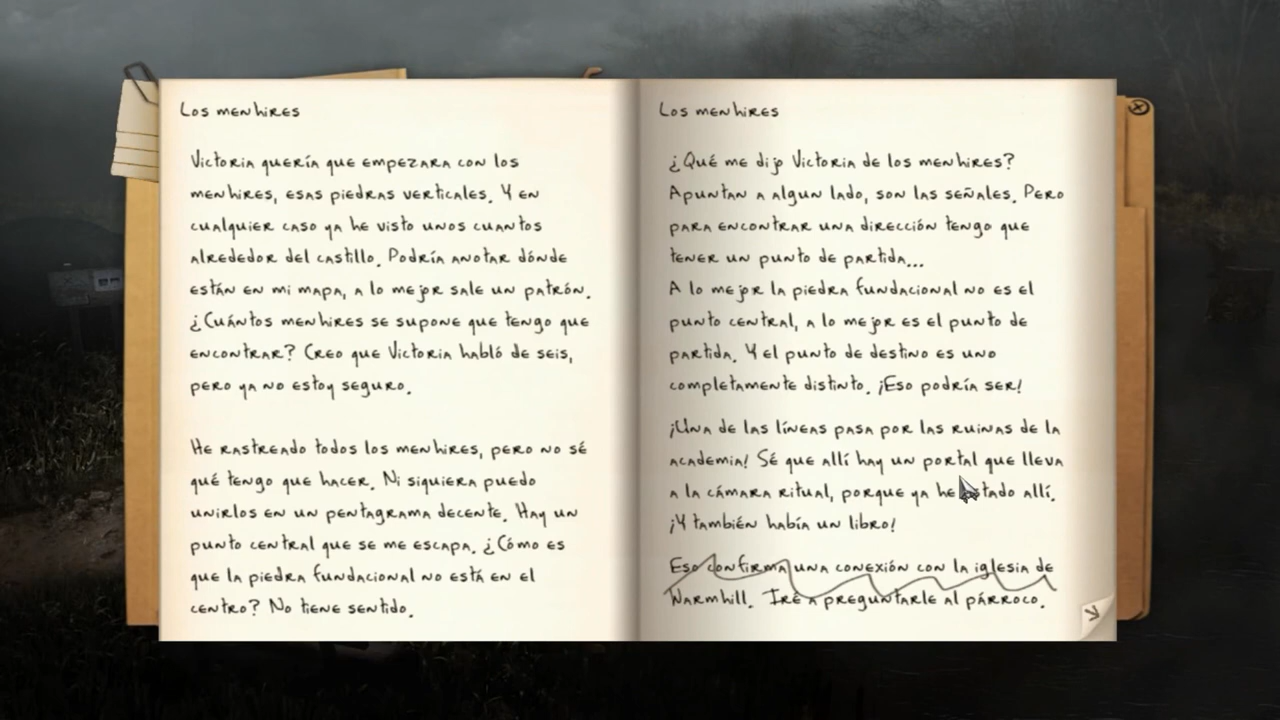 Los menhires
Victoria quería que empezara con los
menhires, esas piedras verticales. Y en
cualquier caso ya he visto unos cuantos
alrededor del castillo. Podría anotar dónde
están en mi mapa, a lo mejor sale un patrón.
¿Cuántos menhires se supone que tengo que
encontrar? Creo que Victoria habló de seis,
pero ya no estoy seguro.
He rastreado todos los menhires, pero no sé
qué tengo que hacer. Ni siquiera puedo
unirlos en un pentagrama decente. Hay un
punto central que se me escapa. ¿Cómo es
que la piedra fundacional no está en el
centro? No tiene sentido.
Los menhires
¿Qué me dijo Victoria de los menhires?
Apuntan a algun lado, son las señales. Pero
para encontrar una dirección tengo que
tener un punto de partida...
A lo mejor la piedra fundacional no es el
punto central, a lo mejor es el punto de
partida. Y el punto de destino es uno
completamente distinto. ¡Eso podría ser!
¡Una de las líneas pasa por las ruinas de la
academia! Sé que allí hay un portal que lleva
a la cámara ritual, porque ya he allí.
¡Y también había un libro!
Eso confirma una conexión con la iglesia de
Warmhill. Iré a preguntarle al párroco.